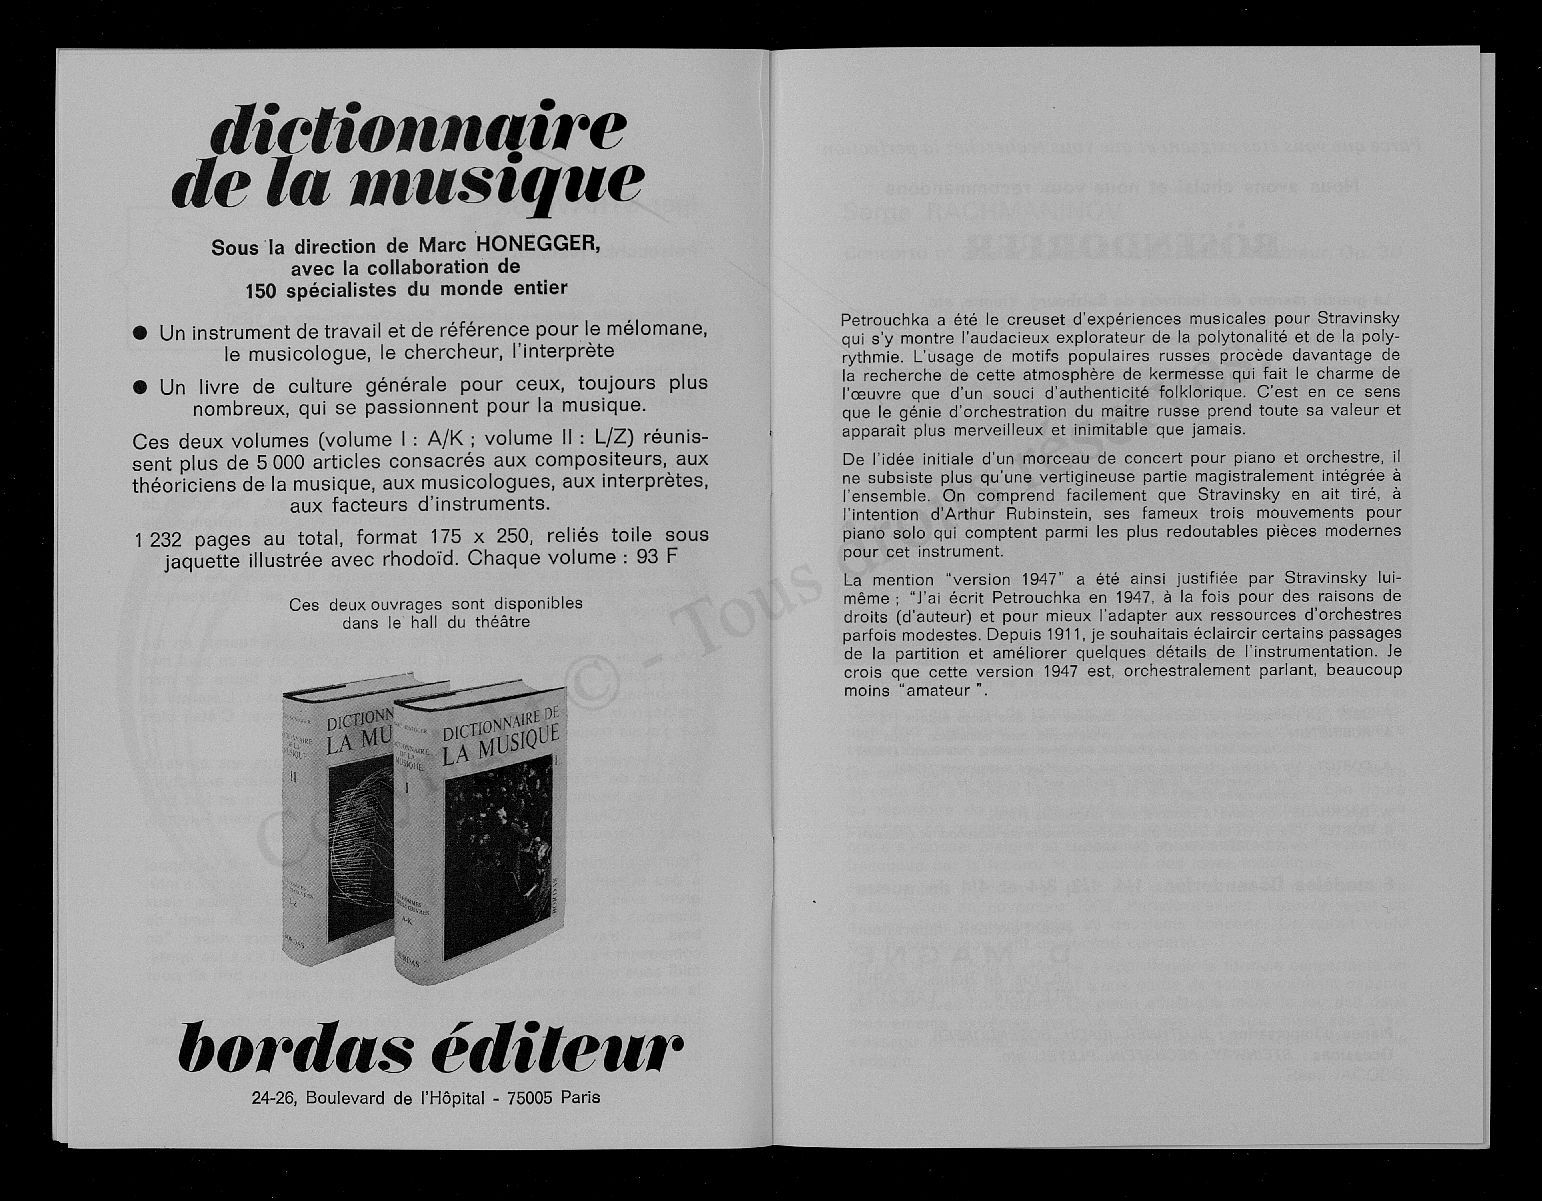 dictionnaire
de la musique
Sous la direction de Marc HONEGGER,
avec la collaboration de
150 spécialistes du monde entier
● Un instrument de travail et de référence pour le mélomane,
le musicologue, le chercheur, l'interprète
● Un livre de culture générale pour ceux, toujours plus
nombreux, qui se passionnent pour la musique.
Ces deux volumes (volume I : A/K ; volume II : L/Z) réunis-
sent plus de 5 000 articles consacrés aux compositeurs, aux
théoriciens de la musique, aux musicologues, aux interprètes,
aux facteurs d'instruments.
1 232 pages au total, format 175 x 250, reliés toile sous
jaquette illustrée avec rhodoïd. Chaque volume : 93 F
Ces deux ouvrages sont disponibles
dans le hall du théâtre
DICTIONN
LA MU
II
DICTIONNAIRE DE
LA MUSIQUE
I
A-K
BORDAS
bordas éditeur
24-26, Boulevard de l'Hôpital - 75005 Paris
Petrouchka a été le creuset d'expériences musicales pour Stravinsky
qui s'y montre l'audacieux explorateur de la polytonalité et de la poly-
rythmie. L'usage de motifs populaires russes procède davantage de
la recherche de cette atmosphère de kermesse qui fait le charme de
l'œuvre que d'un souci d'authenticité folklorique. C'est en ce sens
que le génie d'orchestration du maitre russe prend toute sa valeur et
apparaît plus merveilleux et inimitable que jamais.
De l'idée initiale d'un morceau de concert pour piano et orchestre, il
ne subsiste plus qu'une vertigineuse partie magistralement intégrée à
l'ensemble. On comprend facilement que Stravinsky en ait tiré, à
l'intention d'Arthur Rubinstein, ses fameux trois mouvements pour
piano solo qui comptent parmi les plus redoutables pièces modernes
pour cet instrument.
La mention "version 1947" a été ainsi justifiée par Stravinsky lui-
même ; "J'ai écrit Petrouchka en 1947, à la fois pour des raisons de
droits (d'auteur) et pour mieux l'adapter aux ressources d'orchestres
parfois modestes. Depuis 1911, je souhaitais éclaircir certains passages
de la partition et améliorer quelques détails de l'instrumentation. Je
crois que cette version 1947 est, orchestralement parlant, beaucoup
moins "amateur ".
© - Tous droits réservés